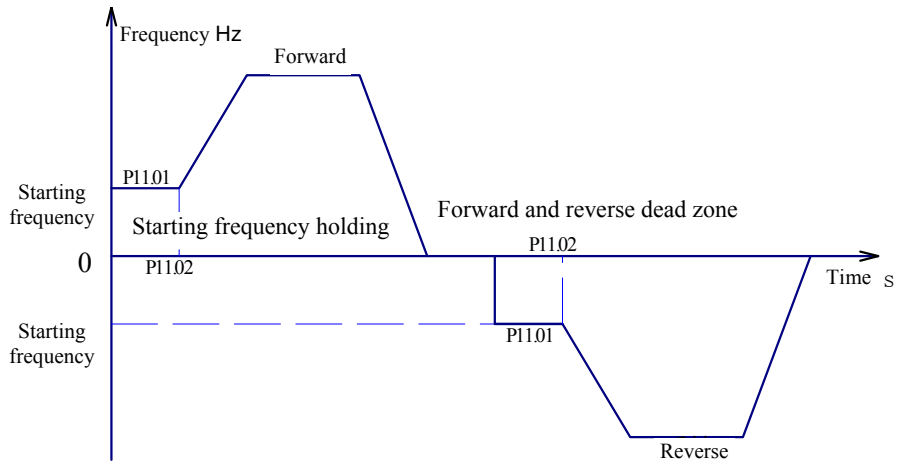 Frequency Hz
Forward
P11.01
Starting
frequency
Starting frequency holding
Forward and reverse dead zone
P11.02
P11.02
0
Time s
Starting
frequency
P11.01
Reverse